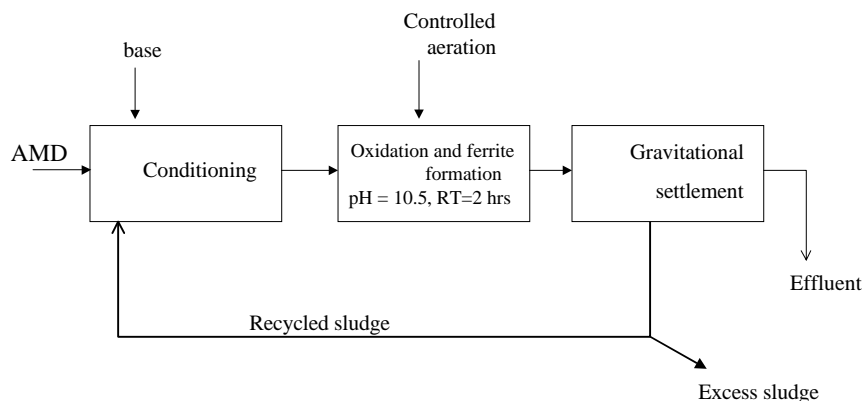 Controlled
aeration
base
AMD
Conditioning
Oxidation and ferrite
formation
pH = 10.5, RT=2 hrs
Gravitational
settlement
Effluent
Recycled sludge
Excess sludge